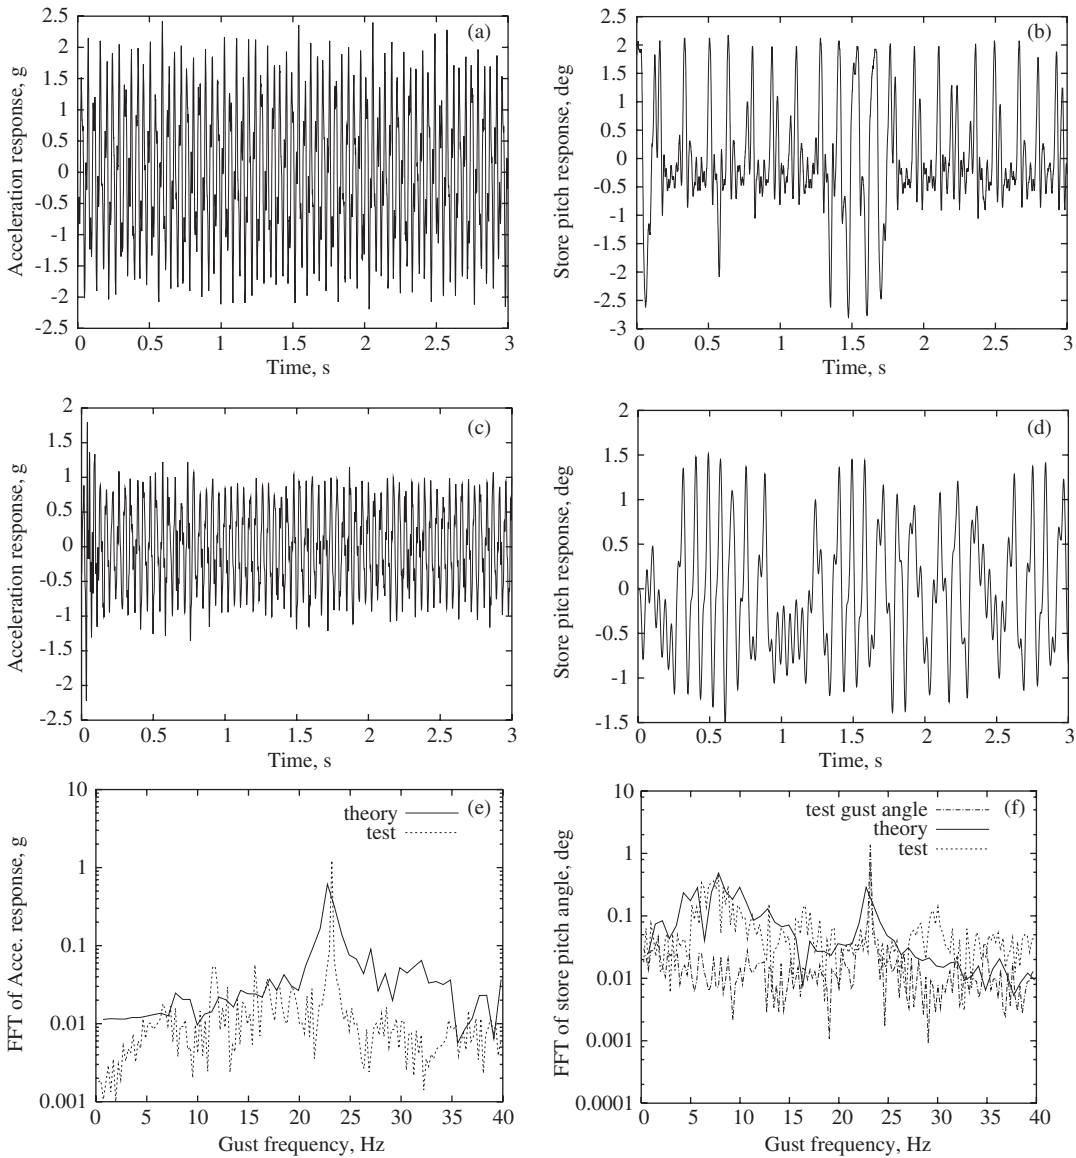 (a)
Acceleration response, g
2.5
2
1.5
1
0.5
0
-0.5
-1
-1.5
-2
-2.5
0 0.5 1 1.5 2 2.5 3
Time, s
(b)
Store pitch response, deg
2.5
2
1.5
1
0.5
0
-0.5
-1
-1.5
-2
-2.5
-3
0 0.5 1 1.5 2 2.5 3
Time, s
(c)
Acceleration response, g
2
1.5
1
0.5
0
-0.5
-1
-1.5
-2
-2.5
0 0.5 1 1.5 2 2.5 3
Time, s
(d)
Store pitch response, deg
2
1.5
1
0.5
0
-0.5
-1
-1.5
0 0.5 1 1.5 2 2.5 3
Time, s
(e)
theory
test
FFT of Acce. response, g
10
1
0.1
0.01
0.001
0 5 10 15 20 25 30 35 40
Gust frequency, Hz
(f)
test gust angle
theory
test
FFT of store pitch angle, deg
10
1
0.1
0.01
0.001
0.0001
0 5 10 15 20 25 30 35 40
Gust frequency, Hz